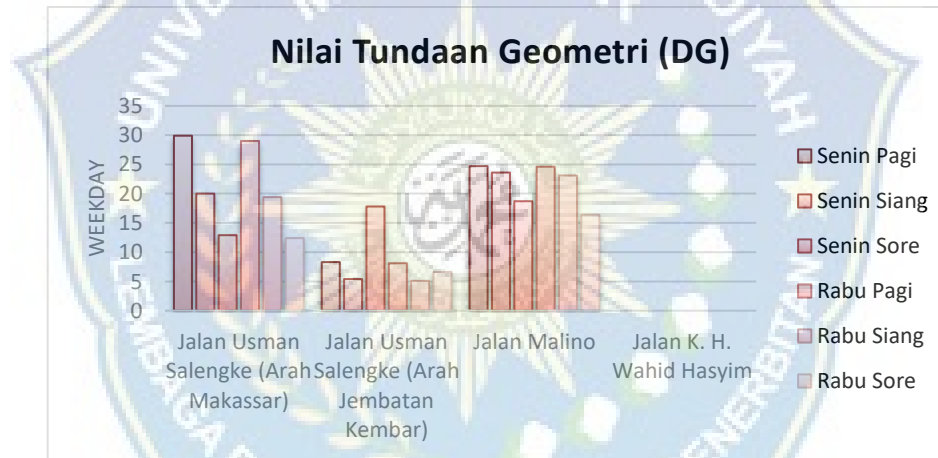 Nilai Tundaan Geometri (DG)
WEEKDAY
35
30
25
20
15
10
5
0
Jalan Usman
Salengke (Arah
Makassar)
Jalan Usman
Salengke (Arah
Jembatan
Kembar)
Jalan Malino
Jalan K. H.
Wahid Hasyim
Senin Pagi
Senin Siang
Senin Sore
Rabu Pagi
Rabu Siang
Rabu Sore